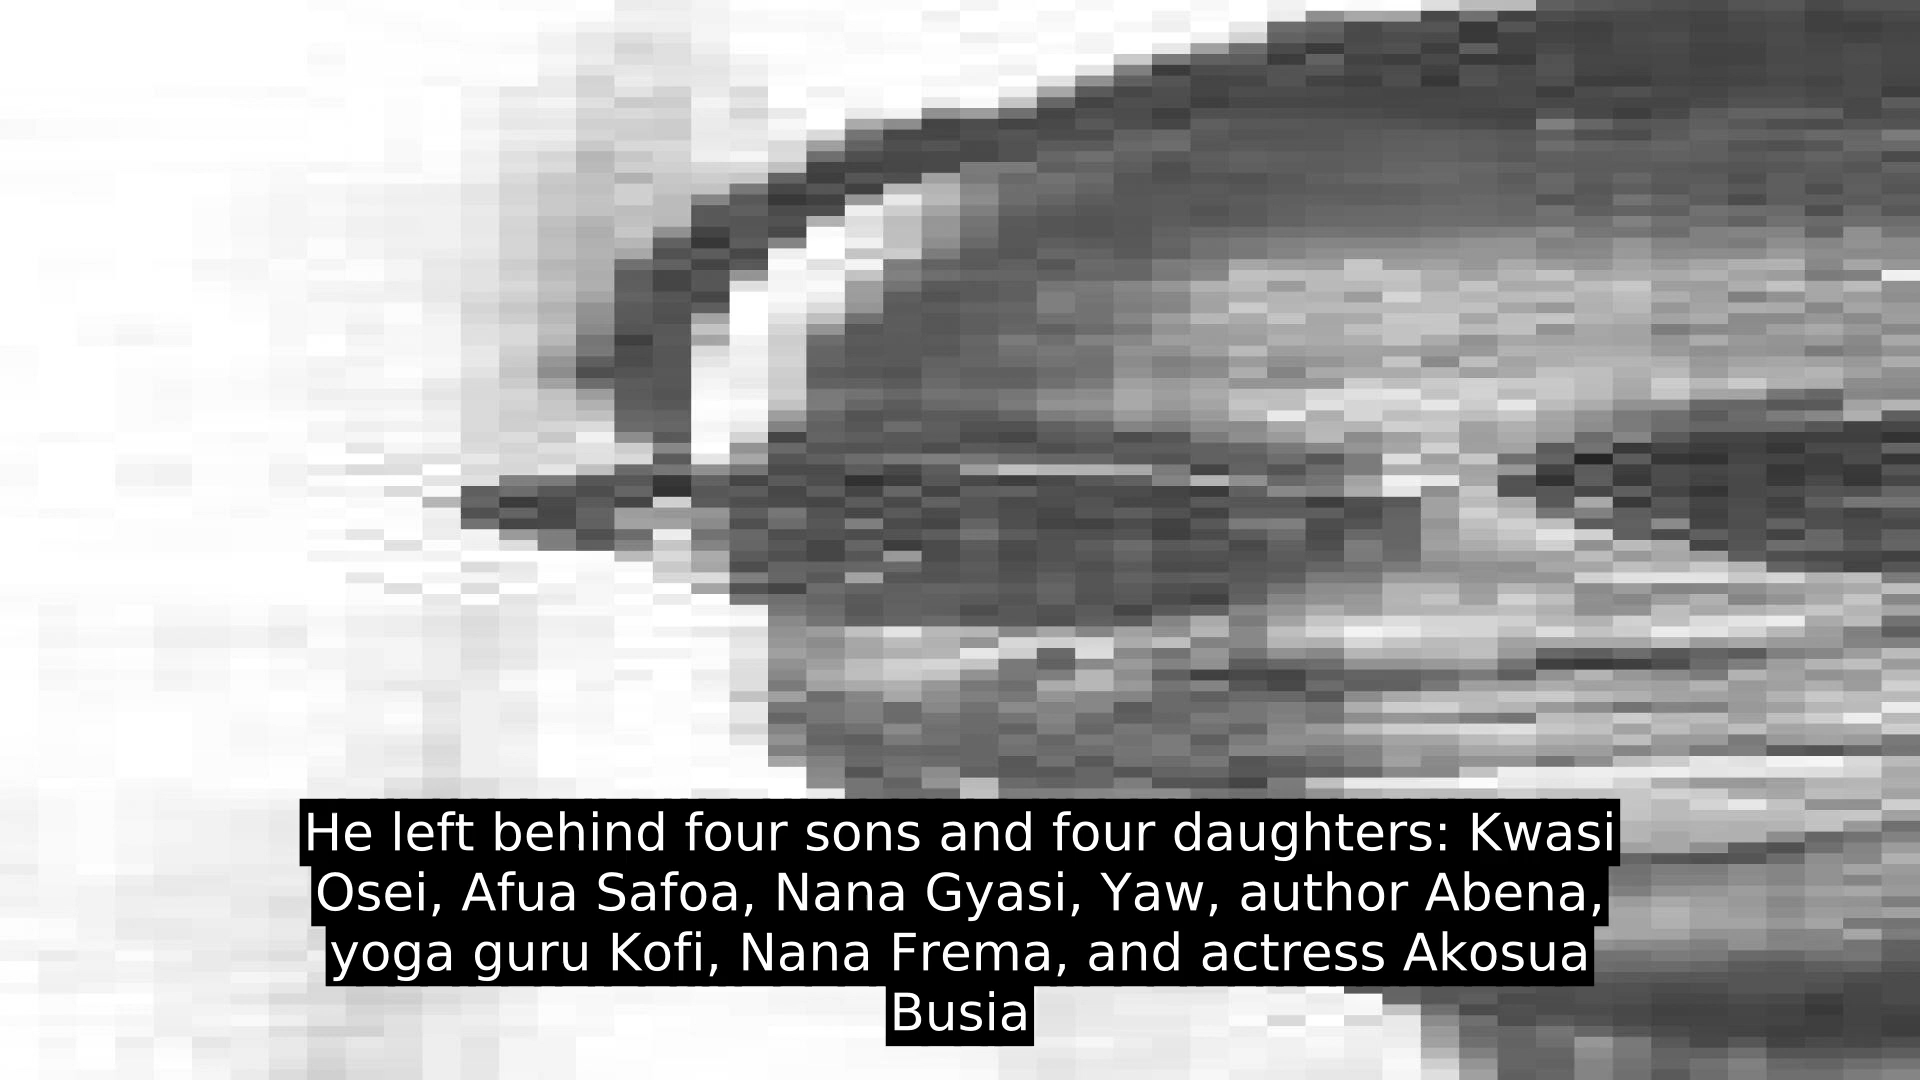 He left behind four sons and four daughters: Kwasi
Osei, Afua Safoa, Nana Gyasi, Yaw, author Abena,
yoga guru Kofi, Nana Frema, and actress Akosua
Busia